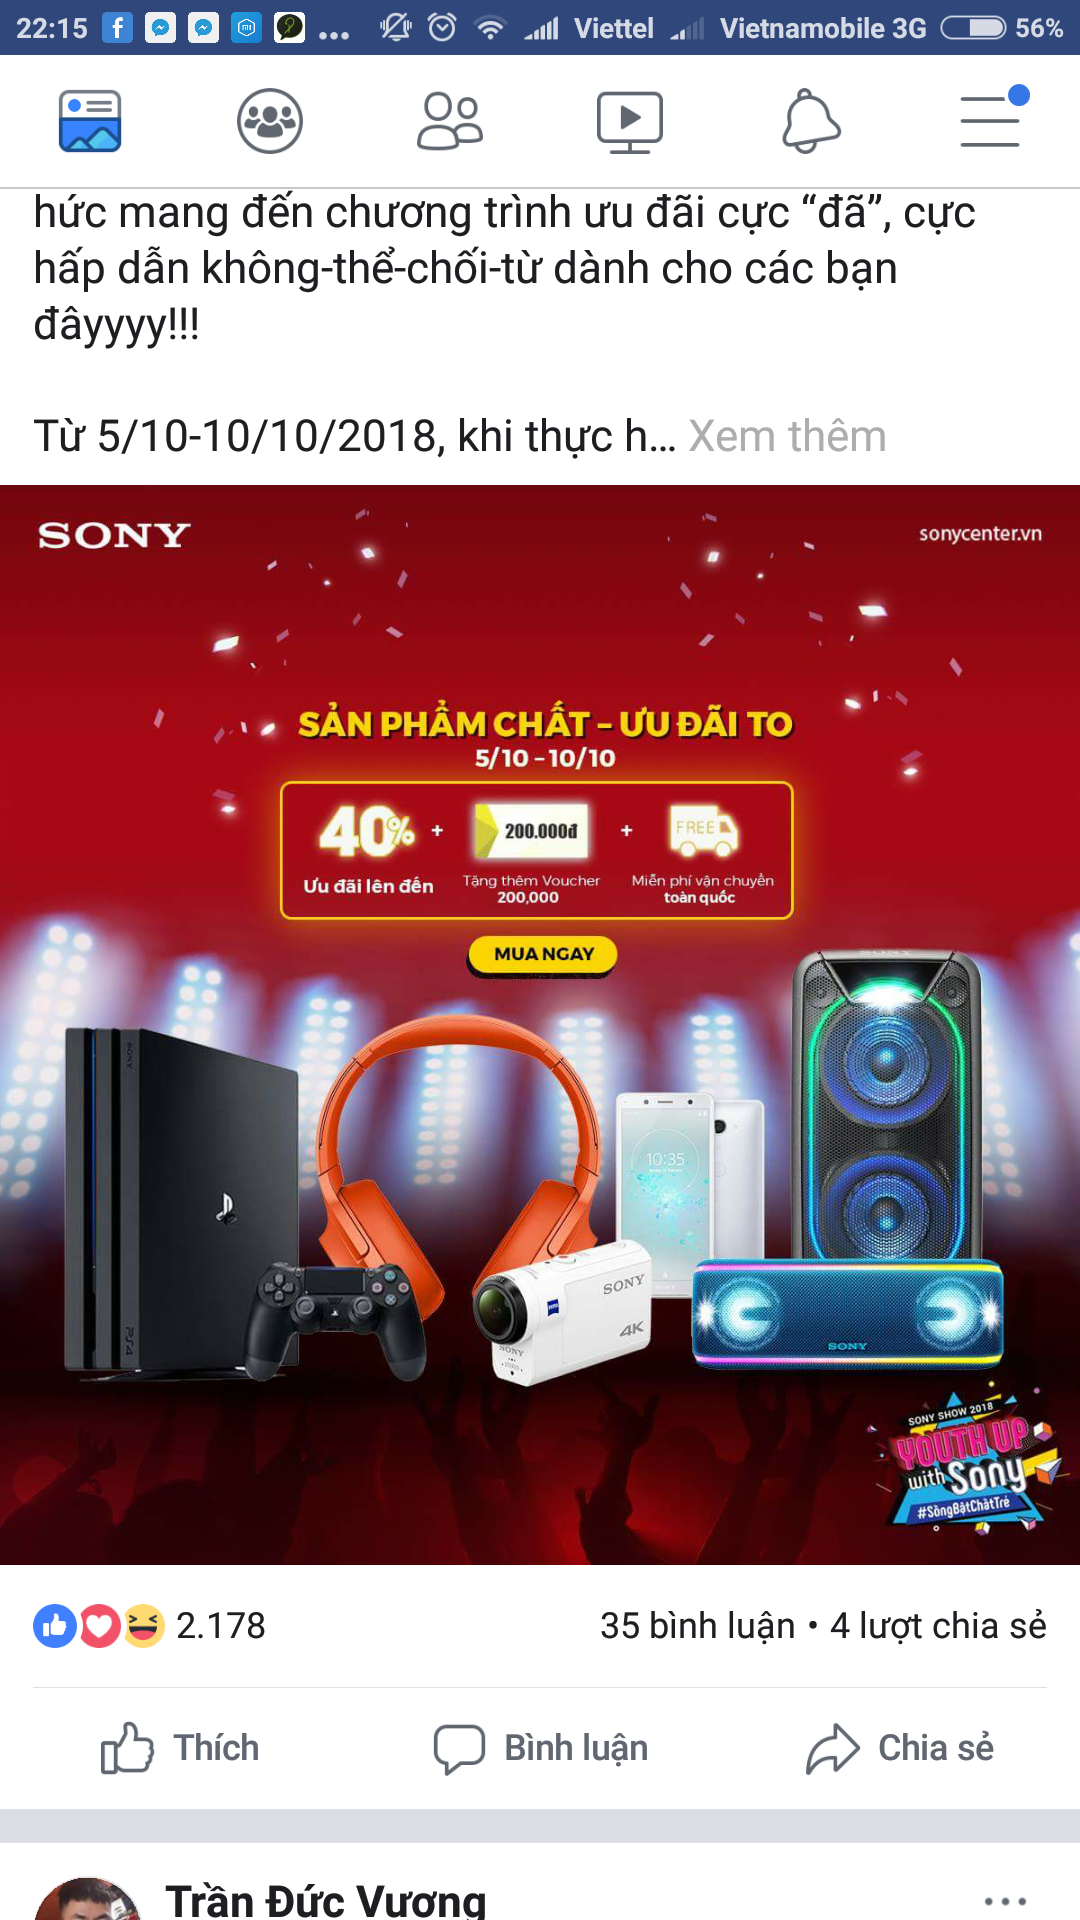 22:15 Viettel Vietnamobile 3G 56%
hức mang đến chương trình ưu đãi cực “đã”, cực
hấp dẫn không-thể-chối-từ dành cho các bạn
đâyyyy!!!
Từ 5/10-10/10/2018, khi thực h... Xem thêm
SONY
sonycenter.vn
SẢN PHẨM CHẤT – ƯU ĐÃI TO
5/10 – 10/10
40% + 200.000đ + FREE
Ưu đãi lên đến
Tặng thêm Voucher
200,000
Miễn phí vận chuyển
toàn quốc
MUA NGAY
SONY
SONY
PS4
10:35
SONY
4K
SONY
SONY
SONY SHOW 2018
YOUTH UP
with Sony
#SòngBậtChấtTrẻ
2.178
35 bình luận • 4 lượt chia sẻ
Thích
Bình luận
Chia sẻ
Trần Đức Vương